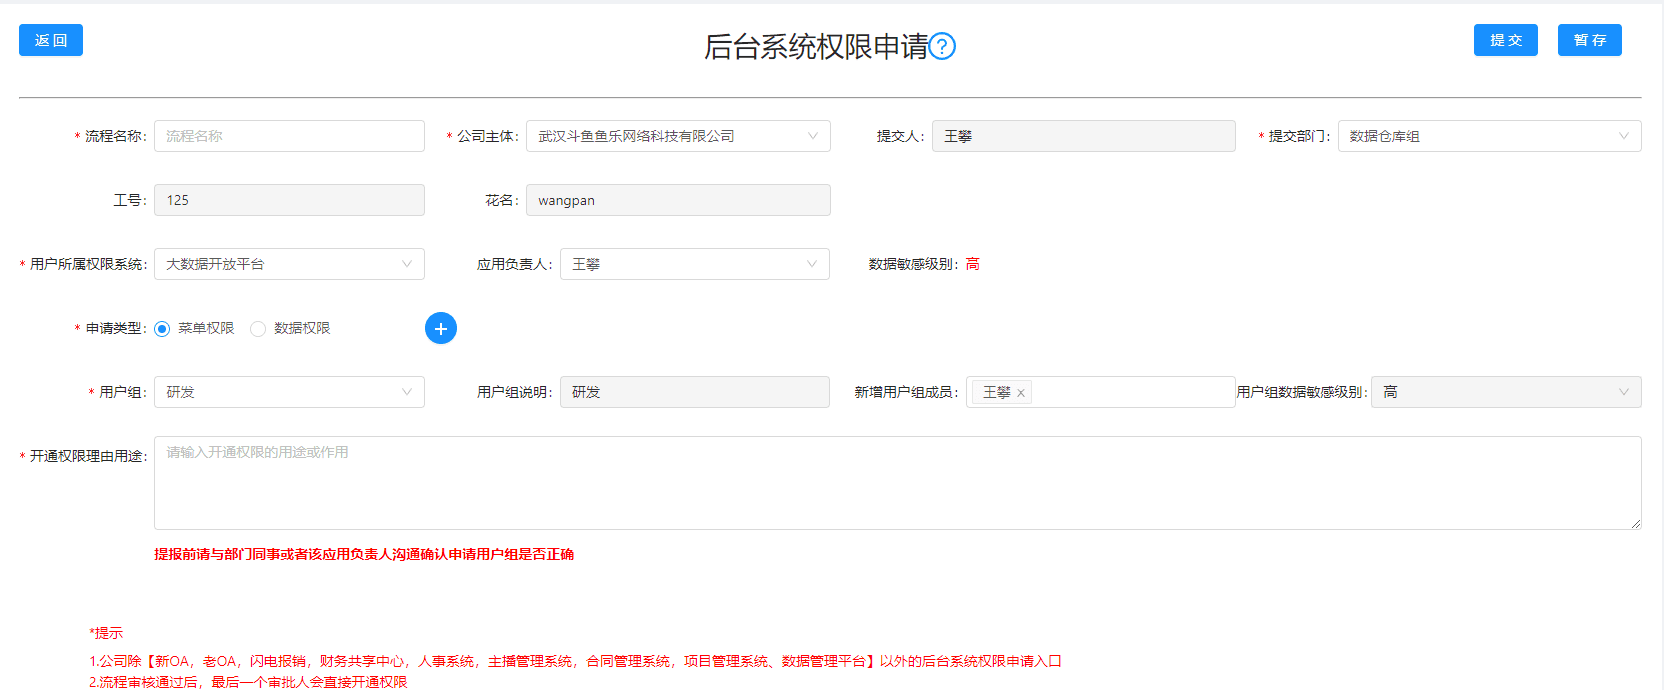 返 回
后台系统权限申请?
提 交
暂 存
* 流程名称: 流程名称
* 公司主体: 武汉斗鱼鱼乐网络科技有限公司
提交人: 王攀
* 提交部门: 数据仓库组
工号: 125
花名: wangpan
* 用户所属权限系统: 大数据开放平台
应用负责人: 王攀
数据敏感级别: 高
* 申请类型: 菜单权限 数据权限
* 用户组: 研发
用户组说明: 研发
新增用户组成员: 王攀 ×
用户组数据敏感级别: 高
* 开通权限理由用途: 请输入开通权限的用途或作用
提报前请与部门同事或者该应用负责人沟通确认申请用户组是否正确
*提示
1.公司除【新OA，老OA，闪电报销，财务共享中心，人事系统，主播管理系统，合同管理系统，项目管理系统、数据管理平台】以外的后台系统权限申请入口
2.流程审核通过后，最后一个审批人会直接开通权限